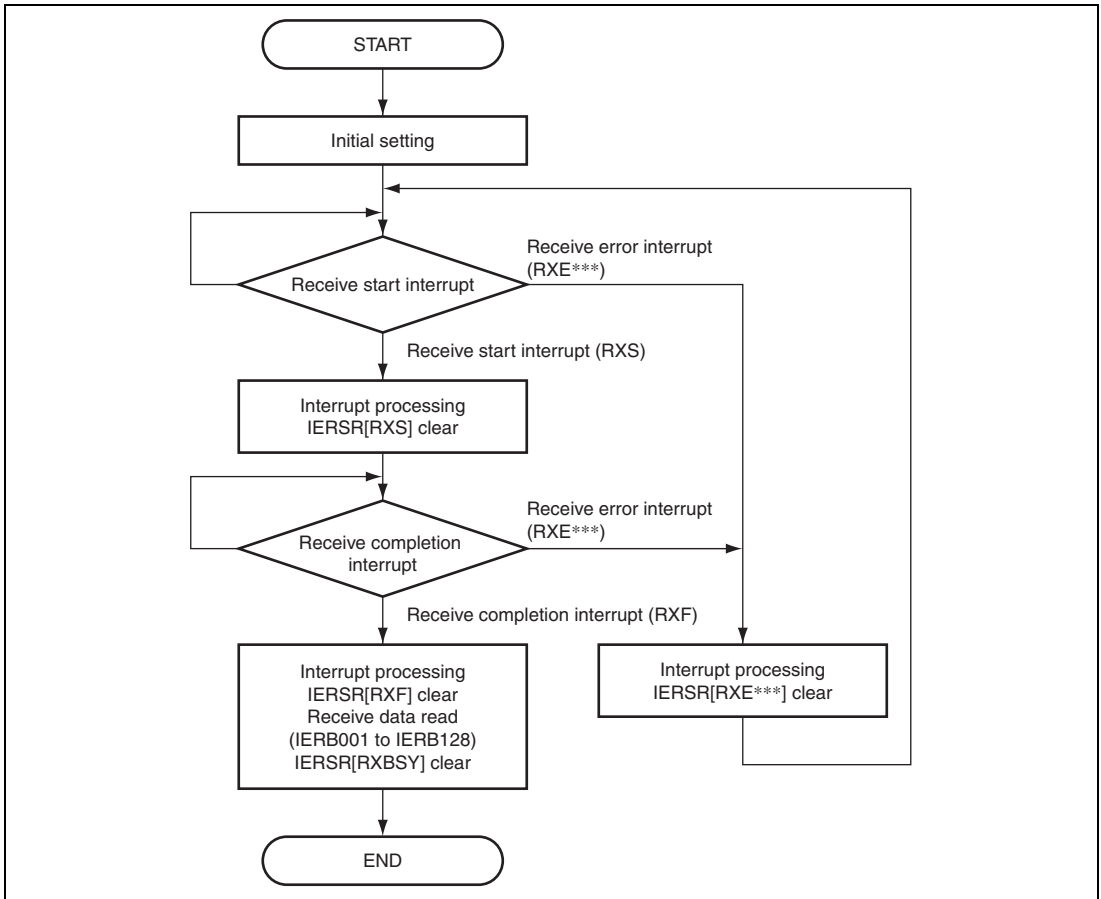 START
Initial setting
Receive error interrupt
(RXE***)
Receive start interrupt
Receive start interrupt (RXS)
Interrupt processing
IERSR[RXS] clear
Receive error interrupt
(RXE***)
Receive completion
interrupt
Receive completion interrupt (RXF)
Interrupt processing
IERSR[RXF] clear
Receive data read
(IERB001 to IERB128)
IERSR[RXBSY] clear
Interrupt processing
IERSR[RXE***] clear
END